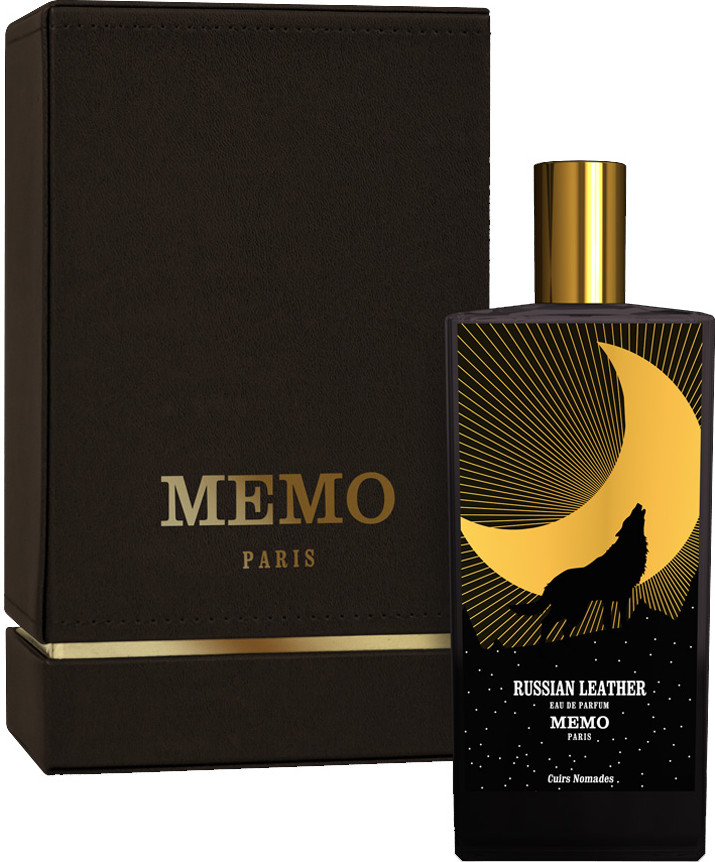 MEMO
PARIS
RUSSIAN LEATHER
EAU DE PARFUM
MEMO
PARIS
Cuirs Nomades